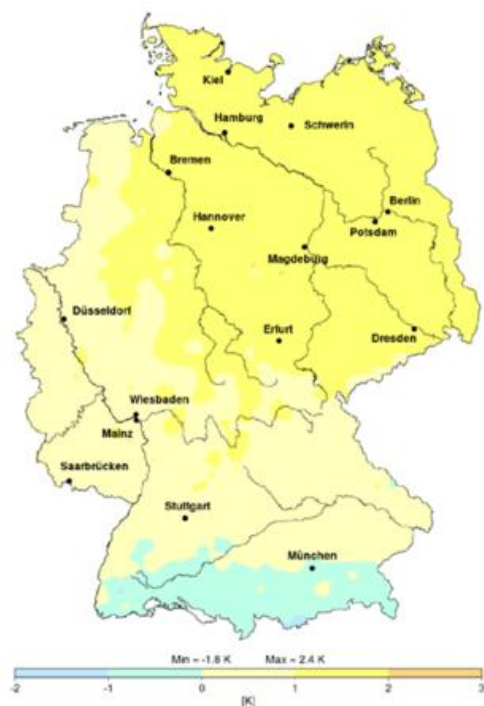 Kiel
Hamburg
Schwerin
Bremen
Berlin
Hannover
Potsdam
Magdeburg
Düsseldorf
Erfurt
Dresden
Wiesbaden
Mainz
Saarbrücken
Stuttgart
München
Min = -1.8 K Max = 2.4 K
-2 -1 0 1 2 3
[K]